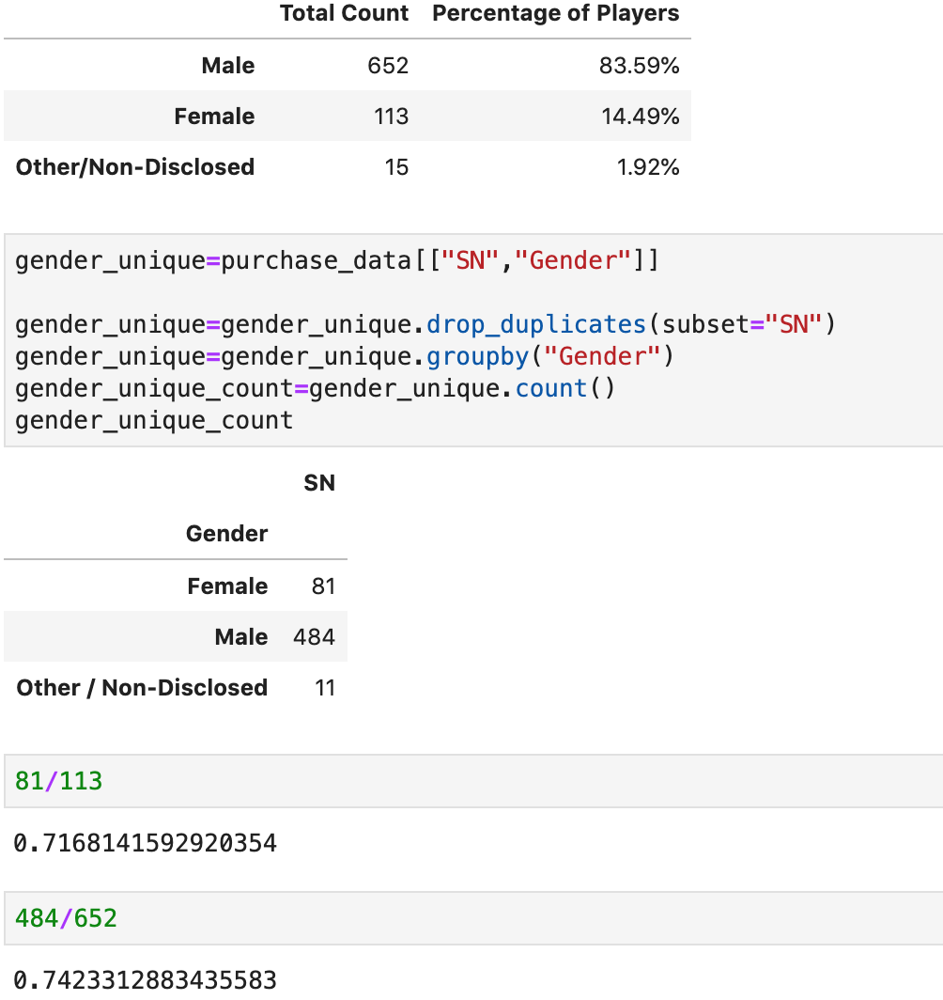 Total Count Percentage of Players
Male 652 83.59%
Female 113 14.49%
Other/Non-Disclosed 15 1.92%
gender_unique=purchase_data[["SN","Gender"]]
gender_unique=gender_unique.drop_duplicates(subset="SN")
gender_unique=gender_unique.groupby("Gender")
gender_unique_count=gender_unique.count()
gender_unique_count
SN
Gender
Female 81
Male 484
Other / Non-Disclosed 11
81/113
0.7168141592920354
484/652
0.7423312883435583